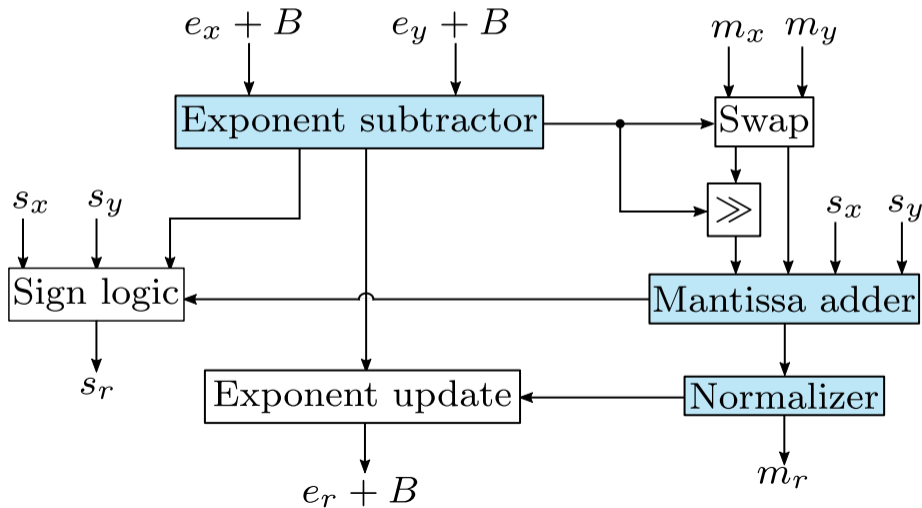 e_x + B
e_y + B
m_x
m_y
Exponent subtractor
Swap
≫
s_x
s_y
s_x
s_y
Sign logic
Mantissa adder
s_r
Exponent update
Normalizer
e_r + B
m_r